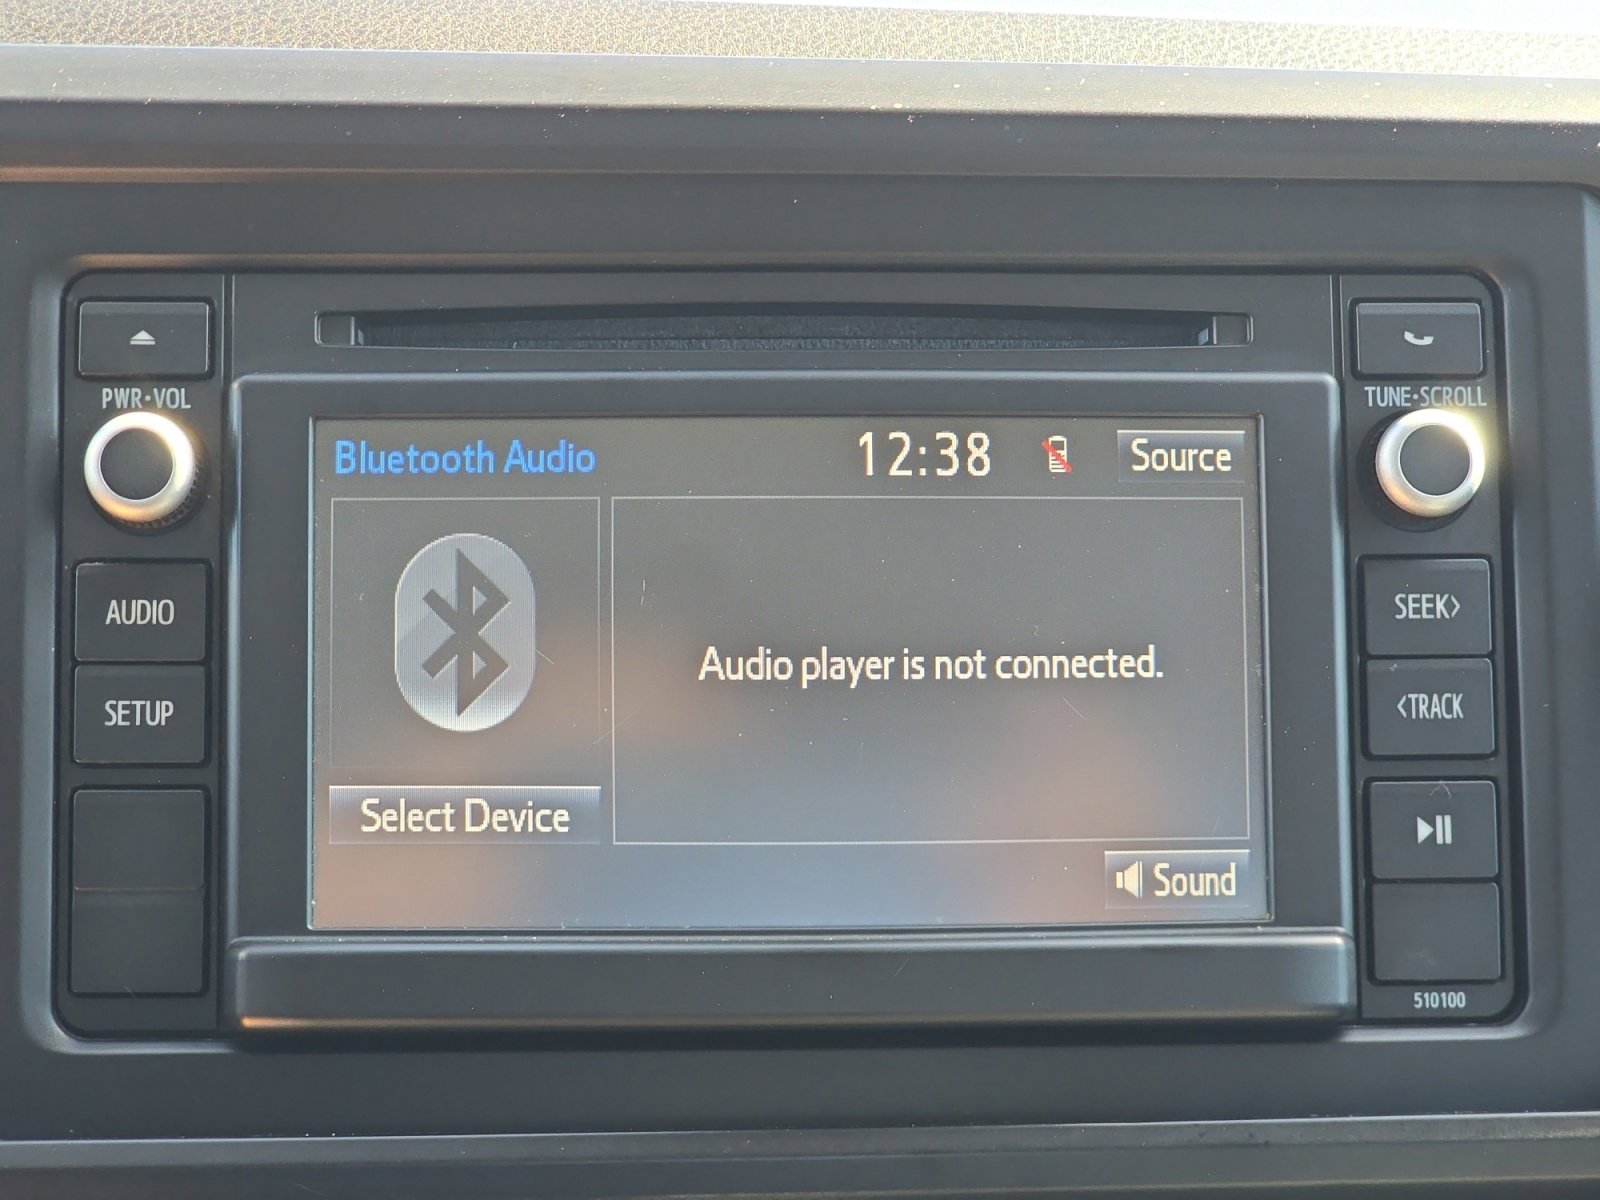 PWR•VOL
TUNE•SCROLL
Bluetooth Audio
12:38
Source
AUDIO
SEEK>
Audio player is not connected.
SETUP
<TRACK
Select Device
Sound
510100